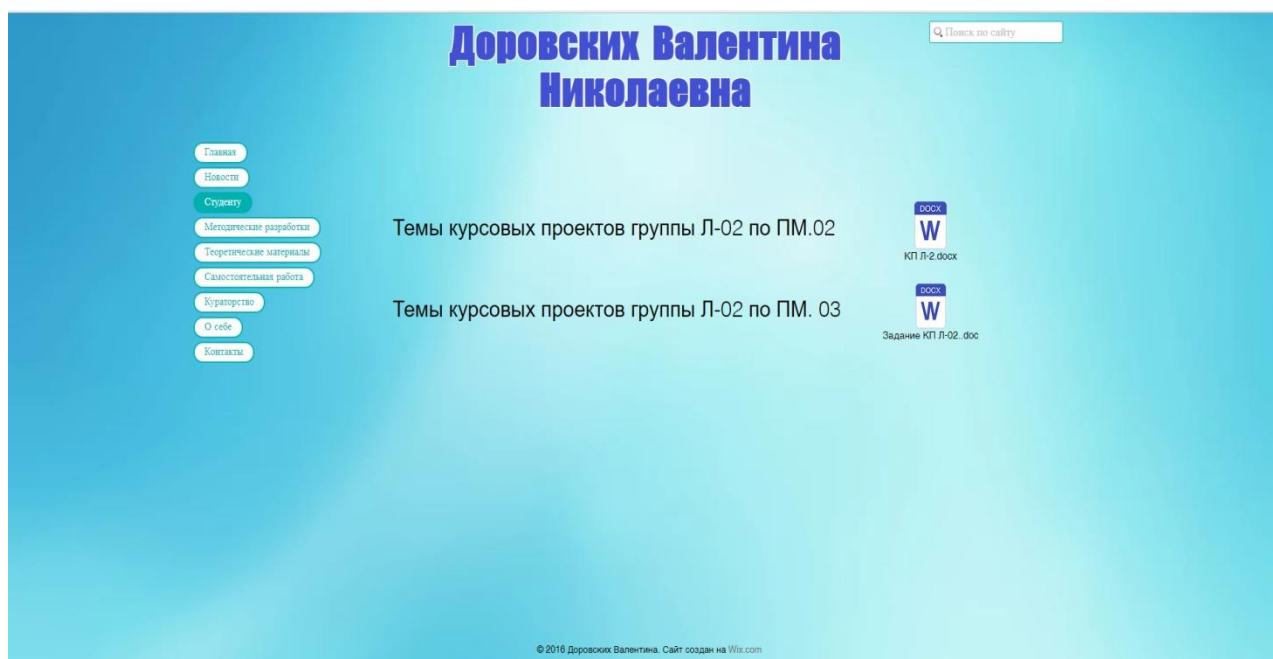 Доровских Валентина
Николаевна
Поиск по сайту
Главная
Новости
Студенту
Методические разработки
Теоретические материалы
Самостоятельная работа
Кураторство
О себе
Контакты
Темы курсовых проектов группы Л-02 по ПМ.02
DOCX
W
КП Л-2.docx
Темы курсовых проектов группы Л-02 по ПМ. 03
DOCX
W
Задание КП Л-02..doc
© 2016 Доровских Валентина. Сайт создан на Wix.com